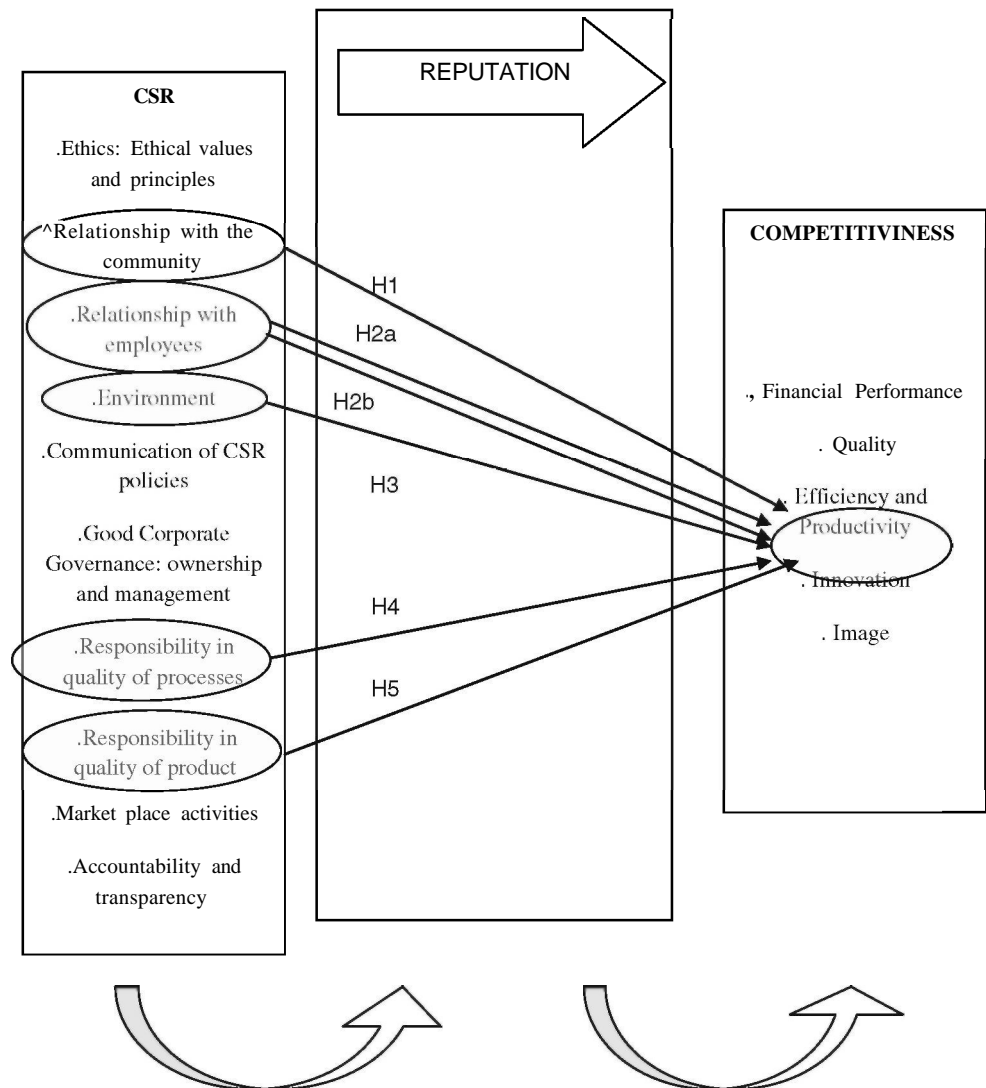 REPUTATION
CSR
.Ethics: Ethical values
and principles
^Relationship with the
community
.Relationship with
employees
.Environment
.Communication of CSR
policies
.Good Corporate
Governance: ownership
and management
.Responsibility in
quality of processes
.Responsibility in
quality of product
.Market place activities
.Accountability and
transparency
H1
H2a
H2b
H3
H4
H5
COMPETITIVINESS
., Financial Performance
. Quality
. Efficiency and
Productivity
. Innovation
. Image